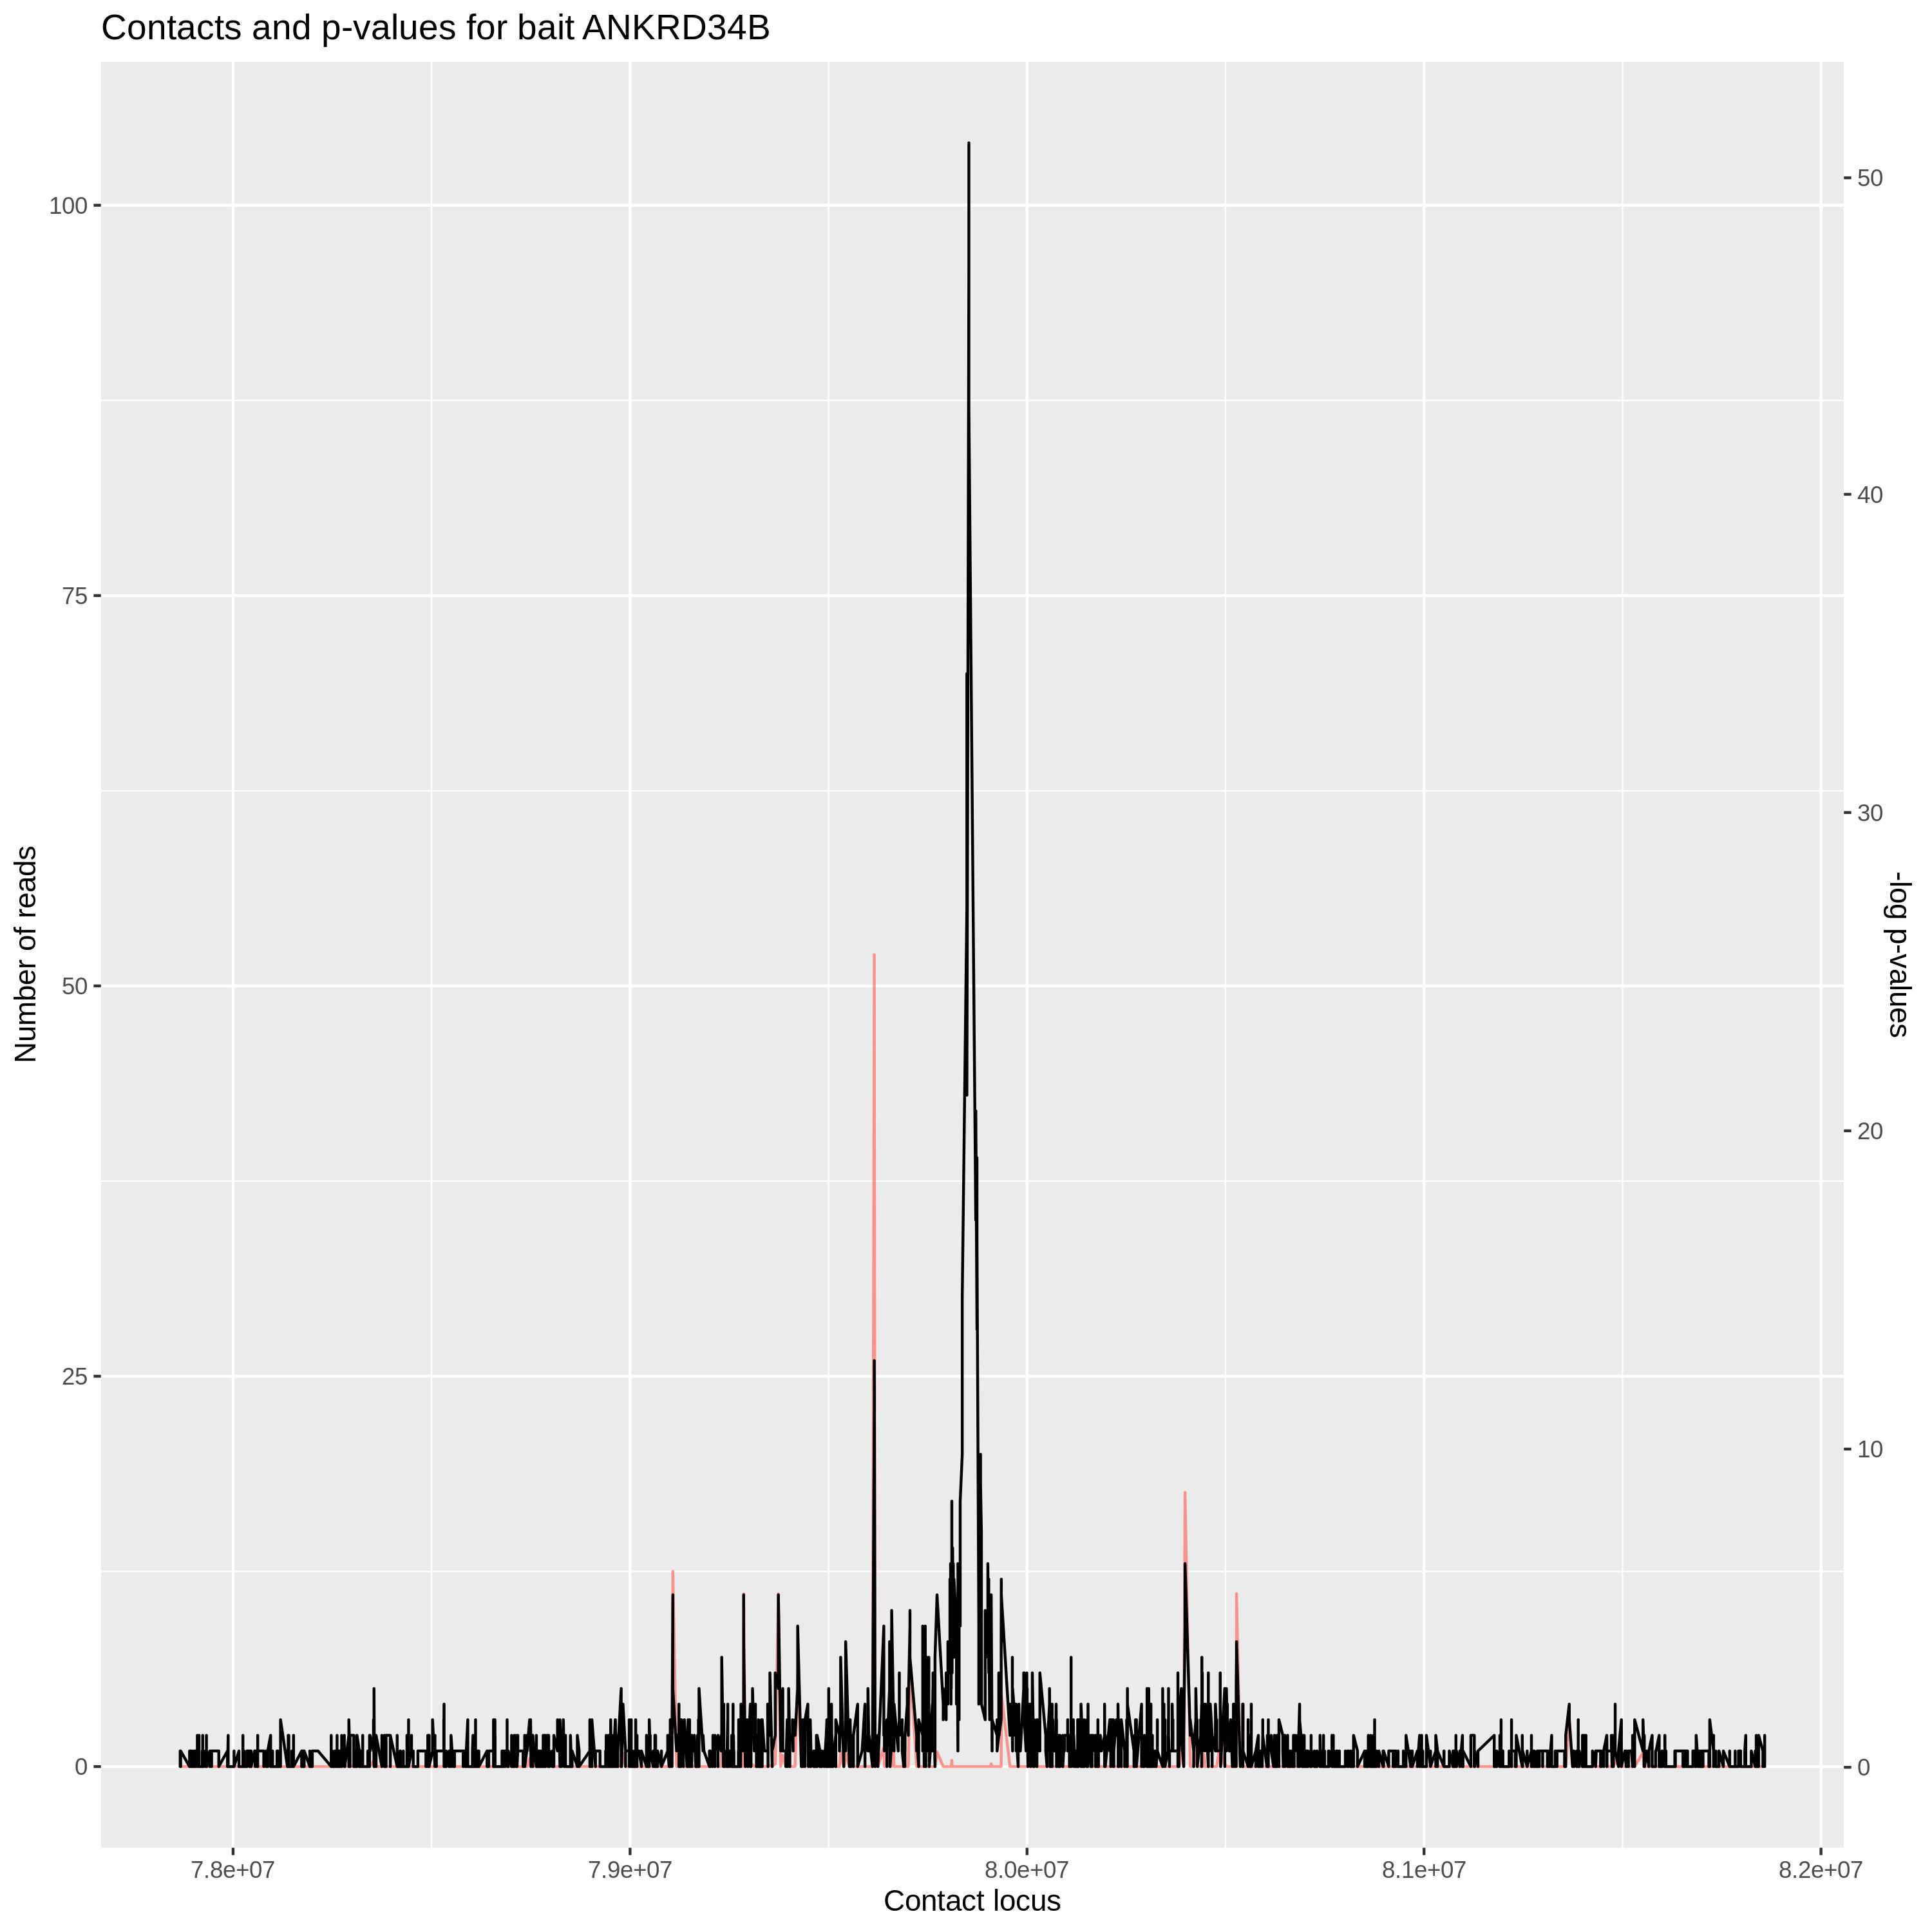 Contacts and p-values for bait ANKRD34B
100
75
50
25
0
Number of reads
50
40
30
20
10
0
-log p-values
7.8e+07
7.9e+07
8.0e+07
8.1e+07
8.2e+07
Contact locus